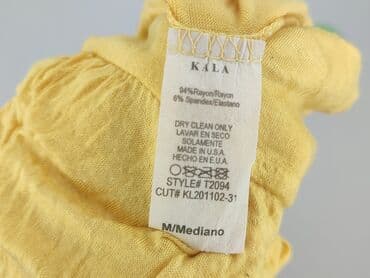 KALA
94%Rayon/Rayon
6% Spandex/Elastano
DRY CLEAN ONLY
LAVAR EN SECO
SOLAMENTE
MADE IN U.S.A.
HECHO EN E.U.A.
STYLE# T2094
CUT# KL201102-31
M/Mediano